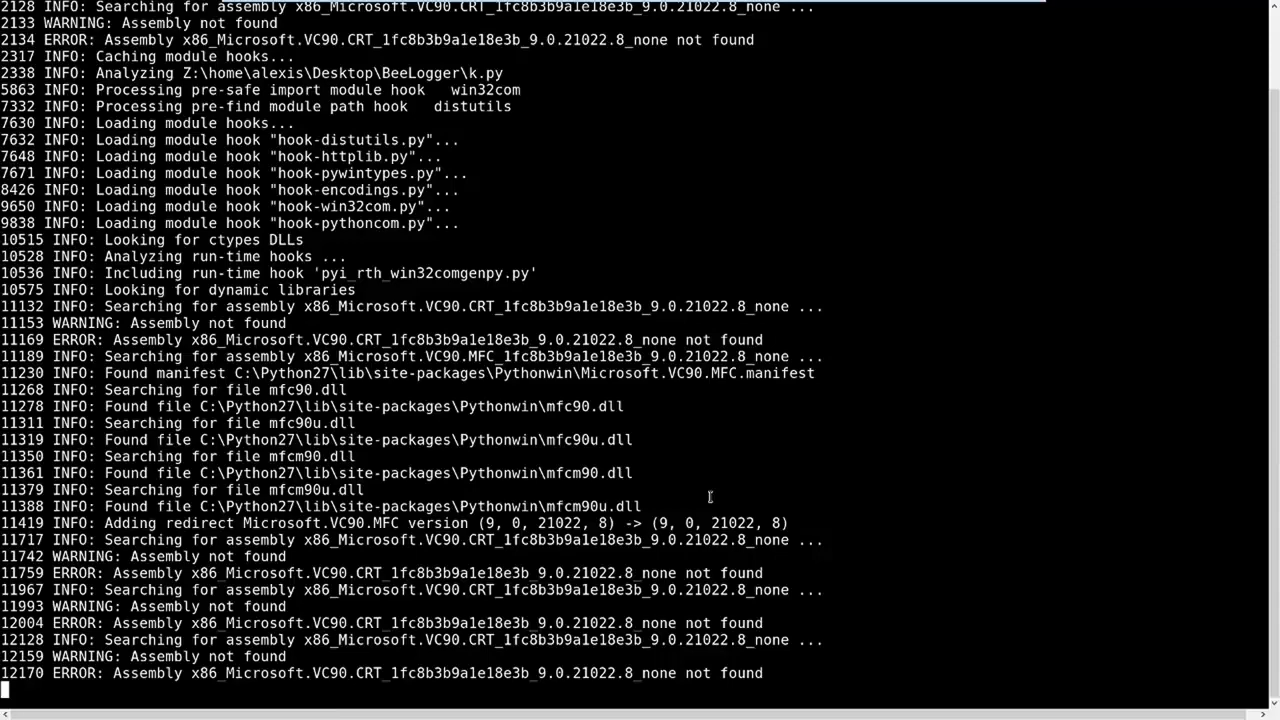 2128 INFO: Searching for assembly x86_Microsoft.VC90.CRT_1fc8b3b9a1e18e3b_9.0.21022.8_none ...
2133 WARNING: Assembly not found
2134 ERROR: Assembly x86_Microsoft.VC90.CRT_1fc8b3b9a1e18e3b_9.0.21022.8_none not found
2317 INFO: Caching module hooks...
2338 INFO: Analyzing Z:\home\alexis\Desktop\BeeLogger\k.py
5863 INFO: Processing pre-safe import module hook   win32com
7332 INFO: Processing pre-find module path hook   distutils
7630 INFO: Loading module hooks...
7632 INFO: Loading module hook "hook-distutils.py"...
7648 INFO: Loading module hook "hook-httplib.py"...
7671 INFO: Loading module hook "hook-pywintypes.py"...
8426 INFO: Loading module hook "hook-encodings.py"...
9650 INFO: Loading module hook "hook-win32com.py"...
9838 INFO: Loading module hook "hook-pythoncom.py"...
10515 INFO: Looking for ctypes DLLs
10528 INFO: Analyzing run-time hooks ...
10536 INFO: Including run-time hook 'pyi_rth_win32comgenpy.py'
10575 INFO: Looking for dynamic libraries
11132 INFO: Searching for assembly x86_Microsoft.VC90.CRT_1fc8b3b9a1e18e3b_9.0.21022.8_none ...
11153 WARNING: Assembly not found
11169 ERROR: Assembly x86_Microsoft.VC90.CRT_1fc8b3b9a1e18e3b_9.0.21022.8_none not found
11189 INFO: Searching for assembly x86_Microsoft.VC90.MFC_1fc8b3b9a1e18e3b_9.0.21022.8_none ...
11230 INFO: Found manifest C:\Python27\lib\site-packages\Pythonwin\Microsoft.VC90.MFC.manifest
11268 INFO: Searching for file mfc90.dll
11278 INFO: Found file C:\Python27\lib\site-packages\Pythonwin\mfc90.dll
11311 INFO: Searching for file mfc90u.dll
11319 INFO: Found file C:\Python27\lib\site-packages\Pythonwin\mfc90u.dll
11350 INFO: Searching for file mfcm90.dll
11361 INFO: Found file C:\Python27\lib\site-packages\Pythonwin\mfcm90.dll
11379 INFO: Searching for file mfcm90u.dll
11388 INFO: Found file C:\Python27\lib\site-packages\Pythonwin\mfcm90u.dll
11419 INFO: Adding redirect Microsoft.VC90.MFC version (9, 0, 21022, 8) -> (9, 0, 21022, 8)
11717 INFO: Searching for assembly x86_Microsoft.VC90.CRT_1fc8b3b9a1e18e3b_9.0.21022.8_none ...
11742 WARNING: Assembly not found
11759 ERROR: Assembly x86_Microsoft.VC90.CRT_1fc8b3b9a1e18e3b_9.0.21022.8_none not found
11967 INFO: Searching for assembly x86_Microsoft.VC90.CRT_1fc8b3b9a1e18e3b_9.0.21022.8_none ...
11993 WARNING: Assembly not found
12004 ERROR: Assembly x86_Microsoft.VC90.CRT_1fc8b3b9a1e18e3b_9.0.21022.8_none not found
12128 INFO: Searching for assembly x86_Microsoft.VC90.CRT_1fc8b3b9a1e18e3b_9.0.21022.8_none ...
12159 WARNING: Assembly not found
12170 ERROR: Assembly x86_Microsoft.VC90.CRT_1fc8b3b9a1e18e3b_9.0.21022.8_none not found